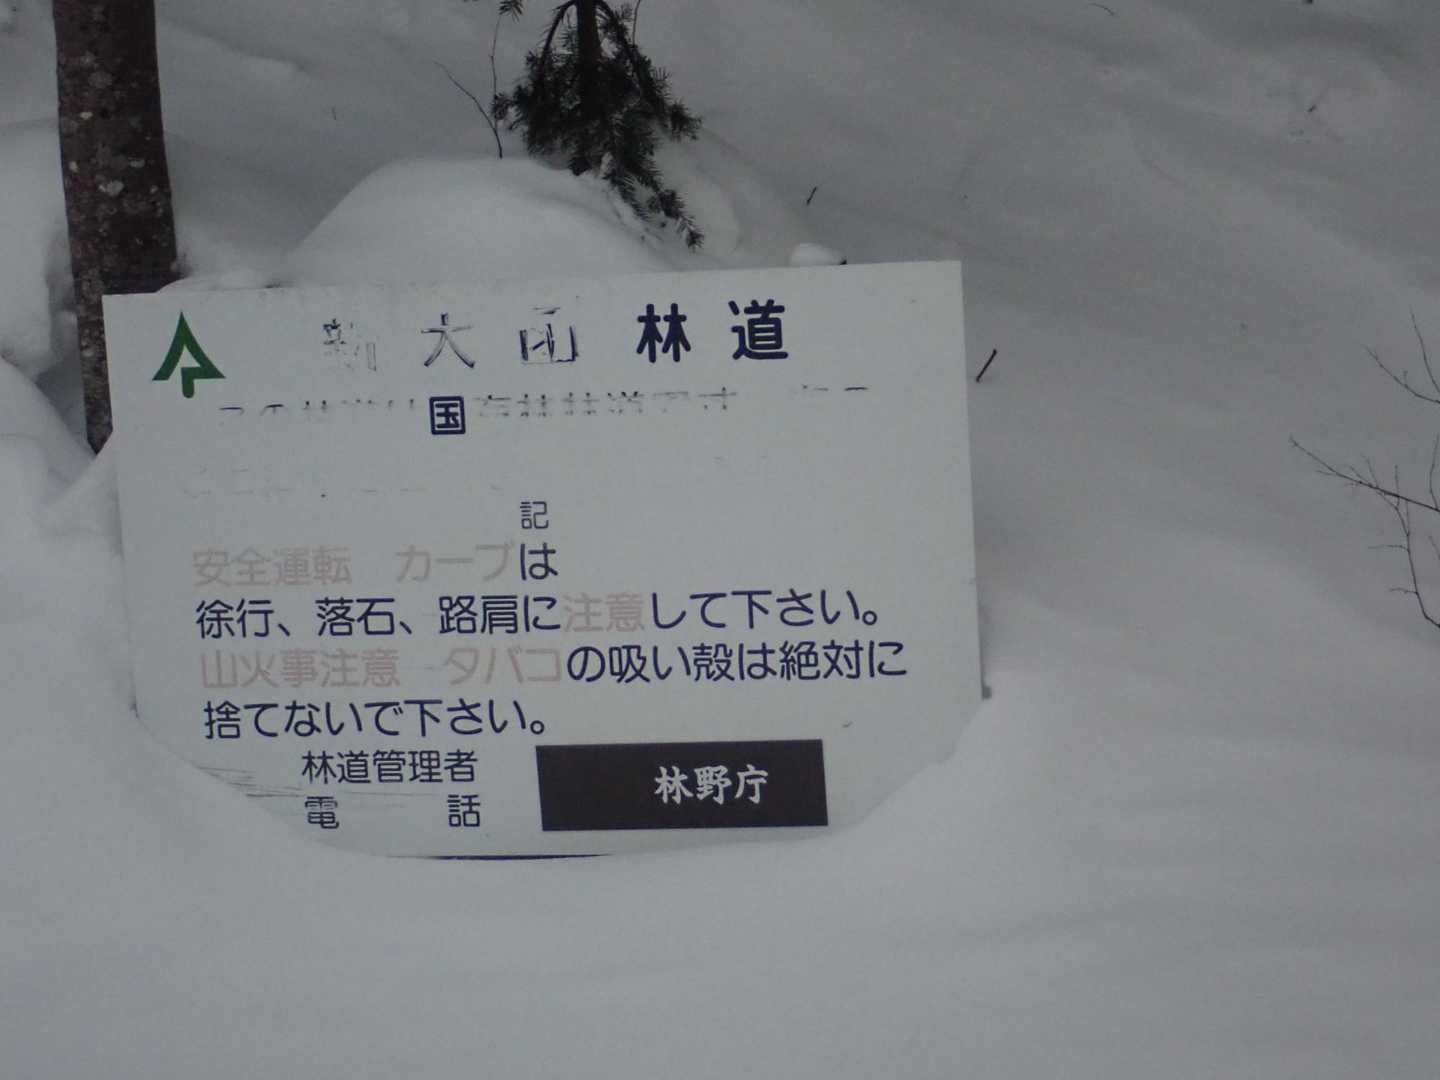 新大函林道
国
記
安全運転 カーブは
徐行、落石、路肩に注意して下さい。
山火事注意 タバコの吸い殻は絶対に
捨てないで下さい。
林道管理者 林野庁
電話